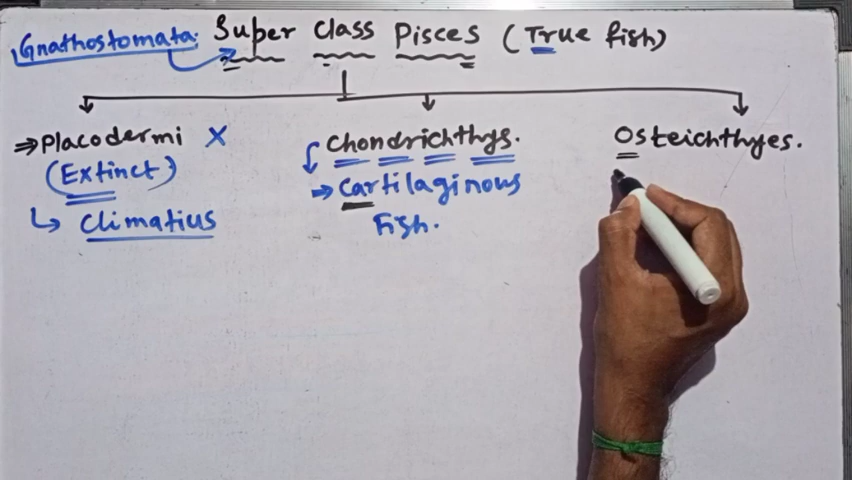 Gnathostomata: Super Class Pisces (True fish)
⇒Placodermi X
(Extinct)
↳ Climatius
Chondrichthys.
⇒ Cartilaginous
Fish.
Osteichthyes.